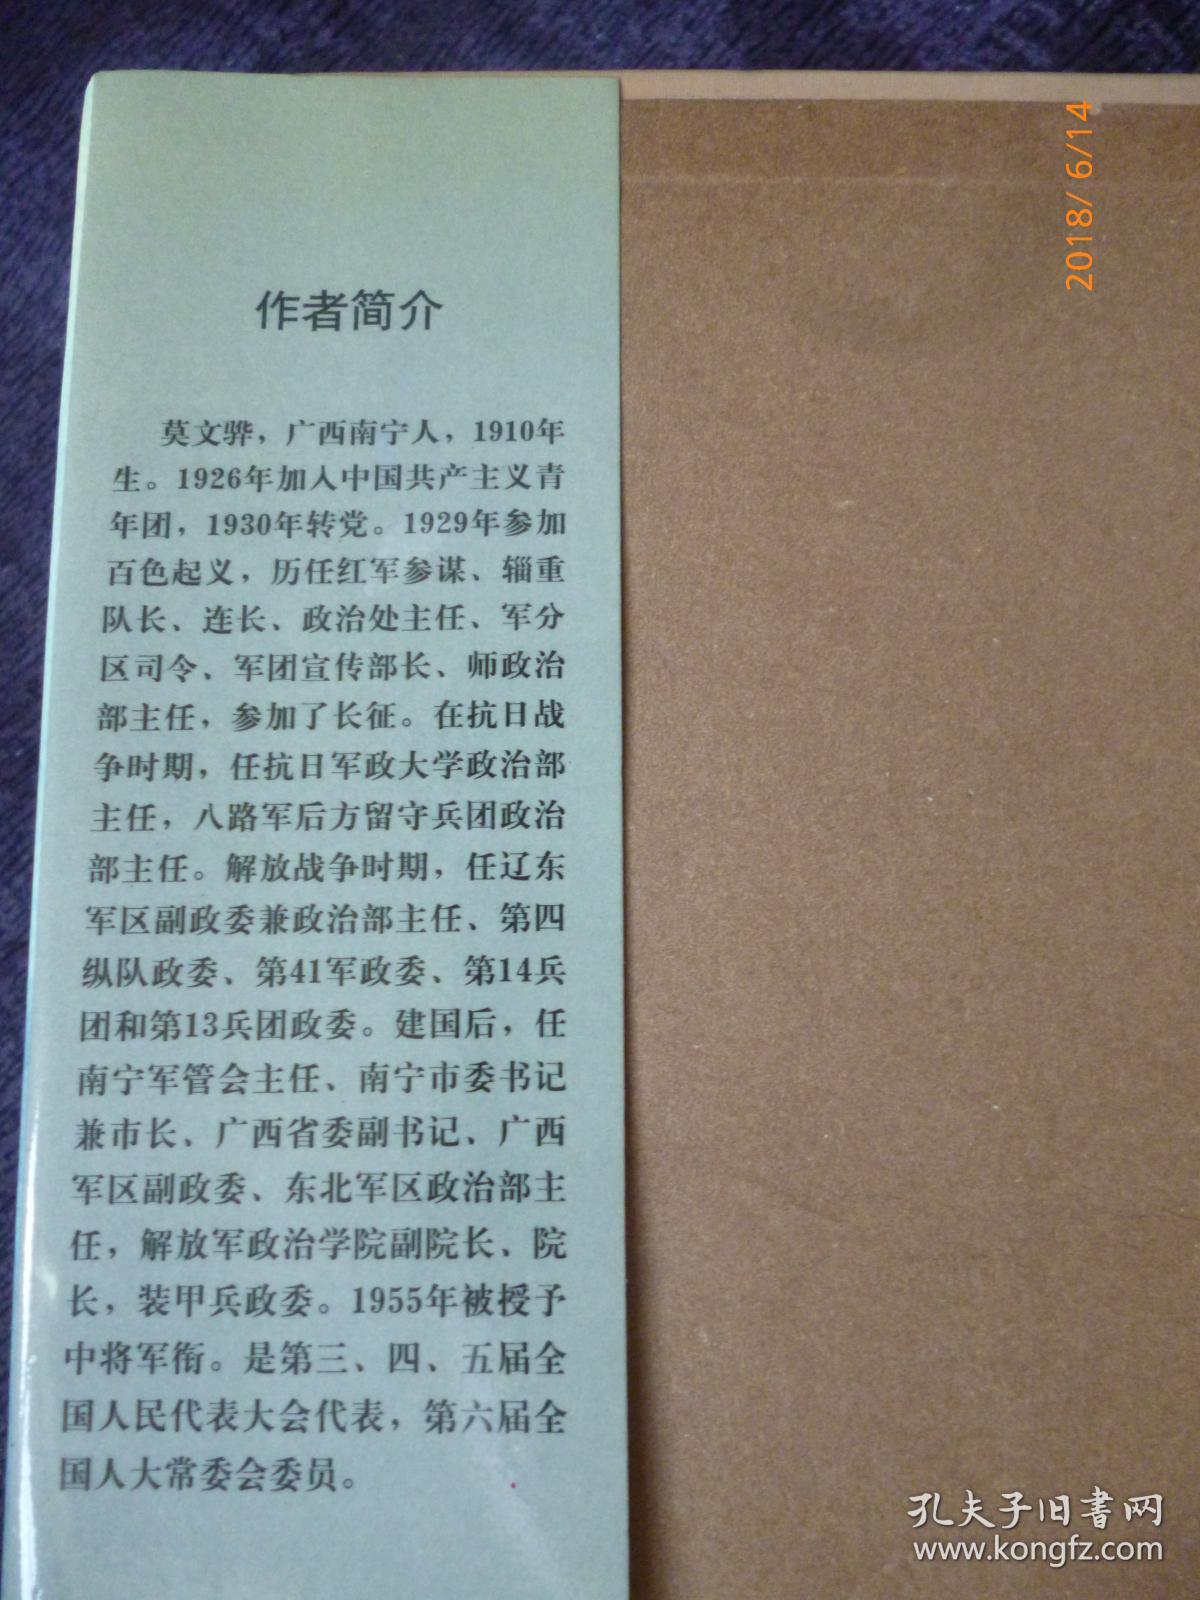 作者简介
莫文骅，广西南宁人，1910年
生。1926年加入中国共产主义青
年团，1930年转党。1929年参加
百色起义，历任红军参谋、辎重
队长、连长、政治处主任、军分
区司令、军团宣传部长、师政治
部主任，参加了长征。在抗日战
争时期，任抗日军政大学政治部
主任，八路军后方留守兵团政治
部主任。解放战争时期，任辽东
军区副政委兼政治部主任、第四
纵队政委、第41军政委、第14兵
团和第13兵团政委。建国后，任
南宁军管会主任、南宁市委书记
兼市长、广西省委副书记、广西
军区副政委、东北军区政治部主
任，解放军政治学院副院长、院
长，装甲兵政委。1955年被授予
中将军衔。是第三、四、五届全
国人民代表大会代表，第六届全
国人大常委会委员。
2018/ 6/14
孔夫子旧书网
www.kongfz.com